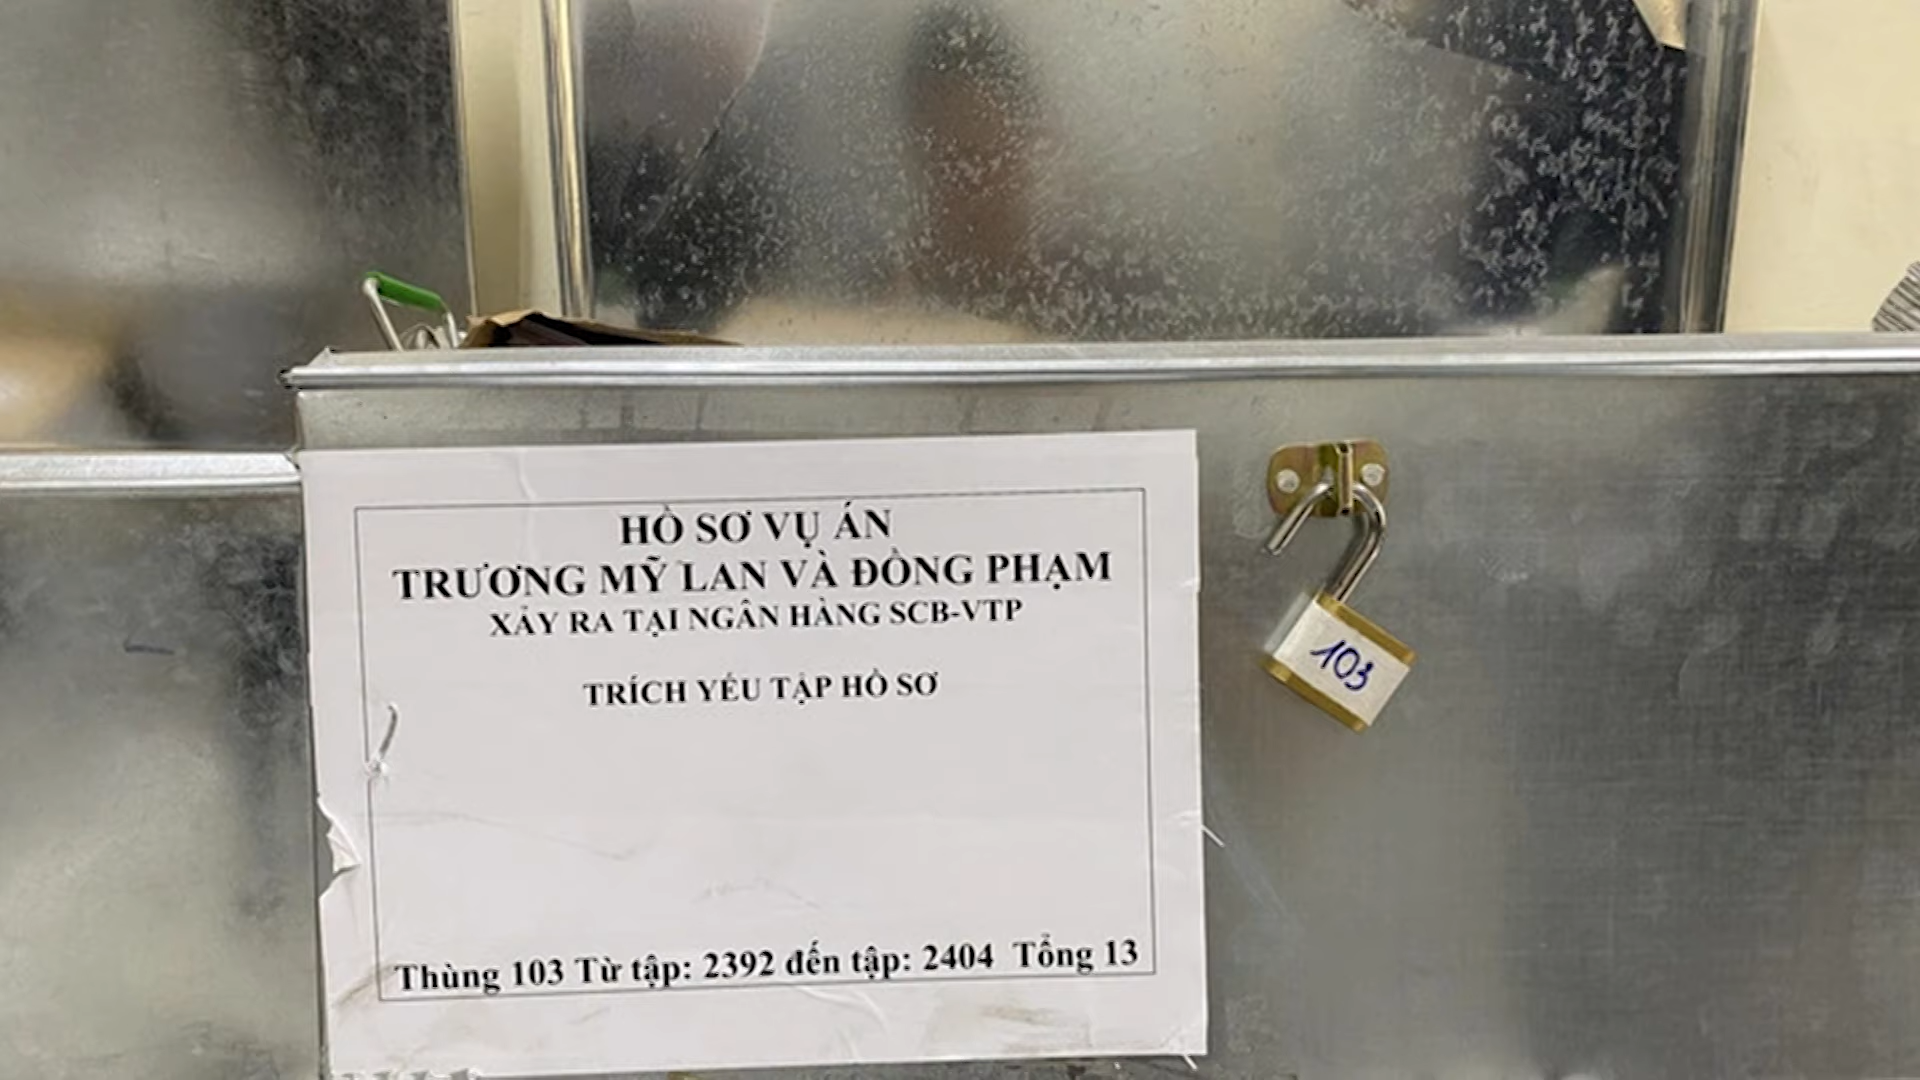 HỒ SƠ VỤ ÁN
TRƯƠNG MỸ LAN VÀ ĐỒNG PHẠM
XẢY RA TẠI NGÂN HÀNG SCB-VTP
TRÍCH YẾU TẬP HỒ SƠ
Thùng 103 Từ tập: 2392 đến tập: 2404 Tổng 13
103